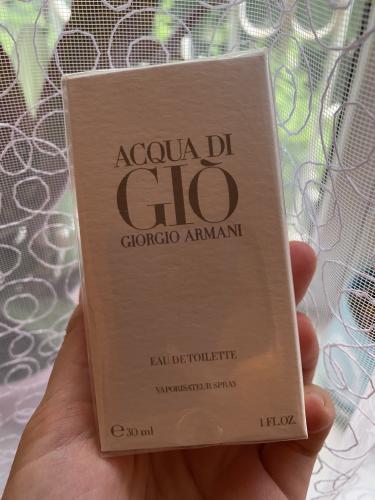 ACQUA DI
GIÒ
GIORGIO ARMANI
EAU DE TOILETTE
VAPORISATEUR SPRAY
℮ 30 ml 1 FL.OZ.